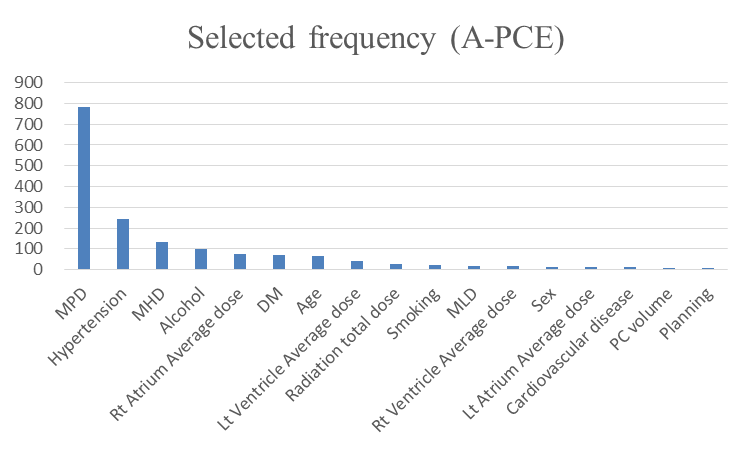 Selected frequency (A-PCE)
900
800
700
600
500
400
300
200
100
0
MPD
Hypertension
MHD
Alcohol
Rt Atrium Average dose
DM
Age
Lt Ventricle Average dose
Radiation total dose
Smoking
MLD
Rt Ventricle Average dose
Sex
Lt Atrium Average dose
Cardiovascular disease
PC volume
Planning